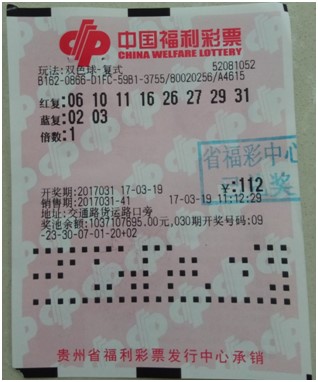 中国福利彩票
CHINA WELFARE LOTTERY
玩法:双色球-复式 52081052
B162-0866-D1FC-59B1-3755/80020256/A4615
红复:06 10 11 16 26 27 29 31
蓝复:02 03
倍数:1
省福彩中心
奖
开奖期:2017031 17-03-19 ¥:112
销售期:2017031-41 17-03-19 11:12:29
地址:交通路货运路口旁
奖池余额:1037107695.00元,030期开奖号码:09
-23-30-07-01-20+02
贵州省福利彩票发行中心承销